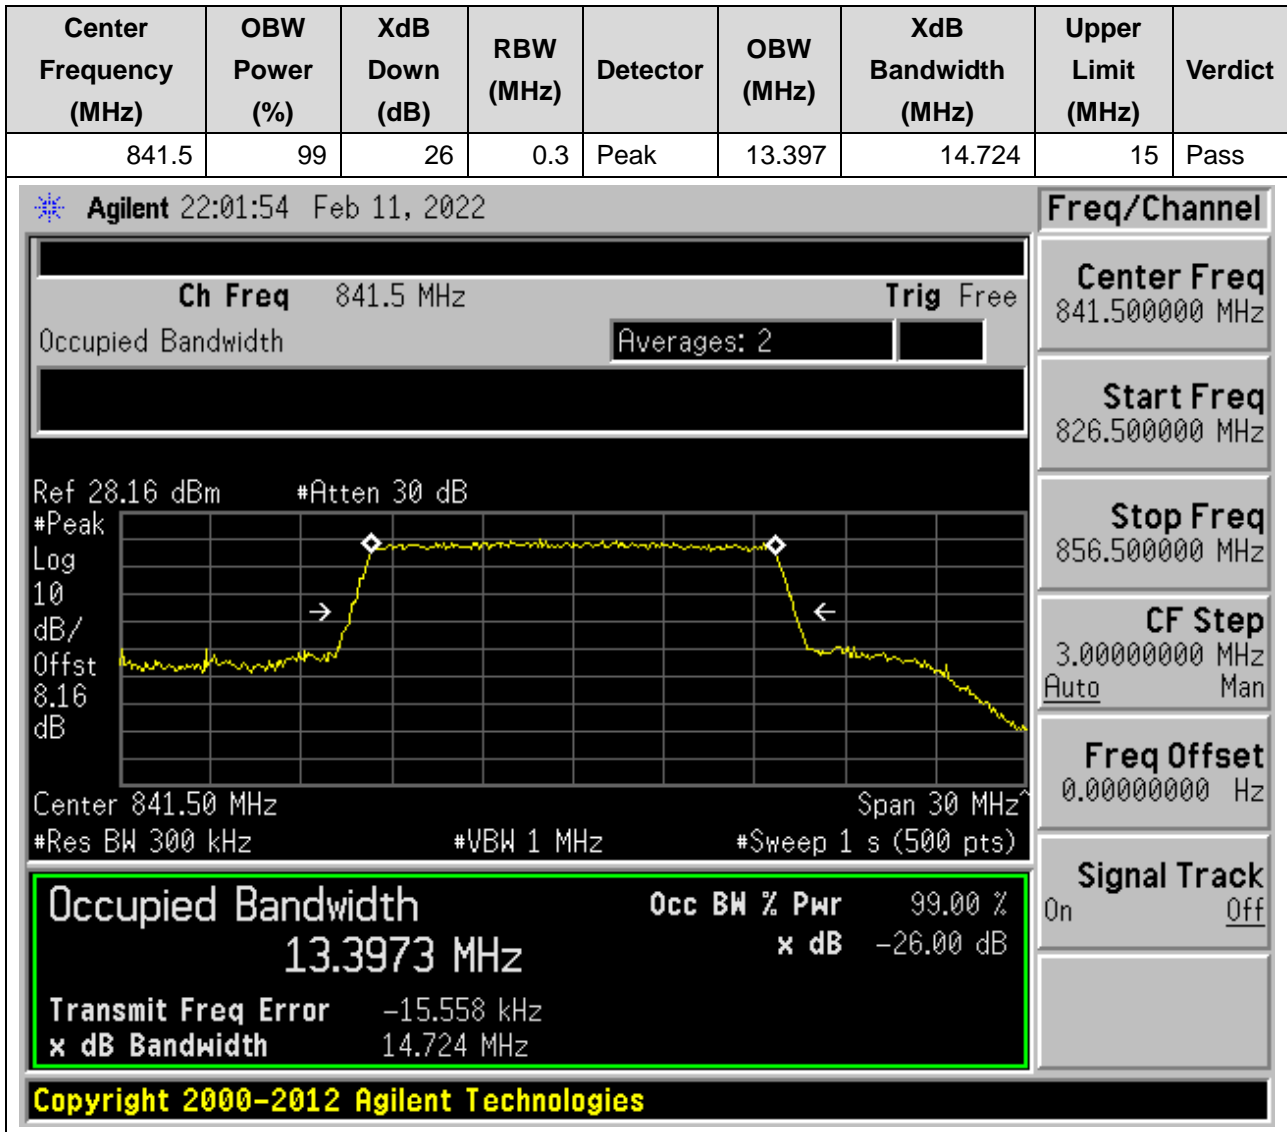 Center Frequency (MHz) OBW Power (%) XdB Down (dB) RBW (MHz) Detector OBW (MHz) XdB Bandwidth (MHz) Upper Limit (MHz) Verdict
841.5 99 26 0.3 Peak 13.397 14.724 15 Pass
Agilent 22:01:54 Feb 11, 2022
Ch Freq 841.5 MHz Trig Free
Occupied Bandwidth Averages: 2
Ref 28.16 dBm #Atten 30 dB
#Peak
Log
10
dB/
Offst
8.16
dB
Center 841.50 MHz Span 30 MHz^
#Res BW 300 kHz #VBW 1 MHz #Sweep 1 s (500 pts)
Occupied Bandwidth Occ BW % Pwr 99.00 %
13.3973 MHz x dB -26.00 dB
Transmit Freq Error -15.558 kHz
x dB Bandwidth 14.724 MHz
Copyright 2000-2012 Agilent Technologies
Freq/Channel
Center Freq
841.500000 MHz
Start Freq
826.500000 MHz
Stop Freq
856.500000 MHz
CF Step
3.00000000 MHz
Auto Man
Freq Offset
0.00000000 Hz
Signal Track
On Off